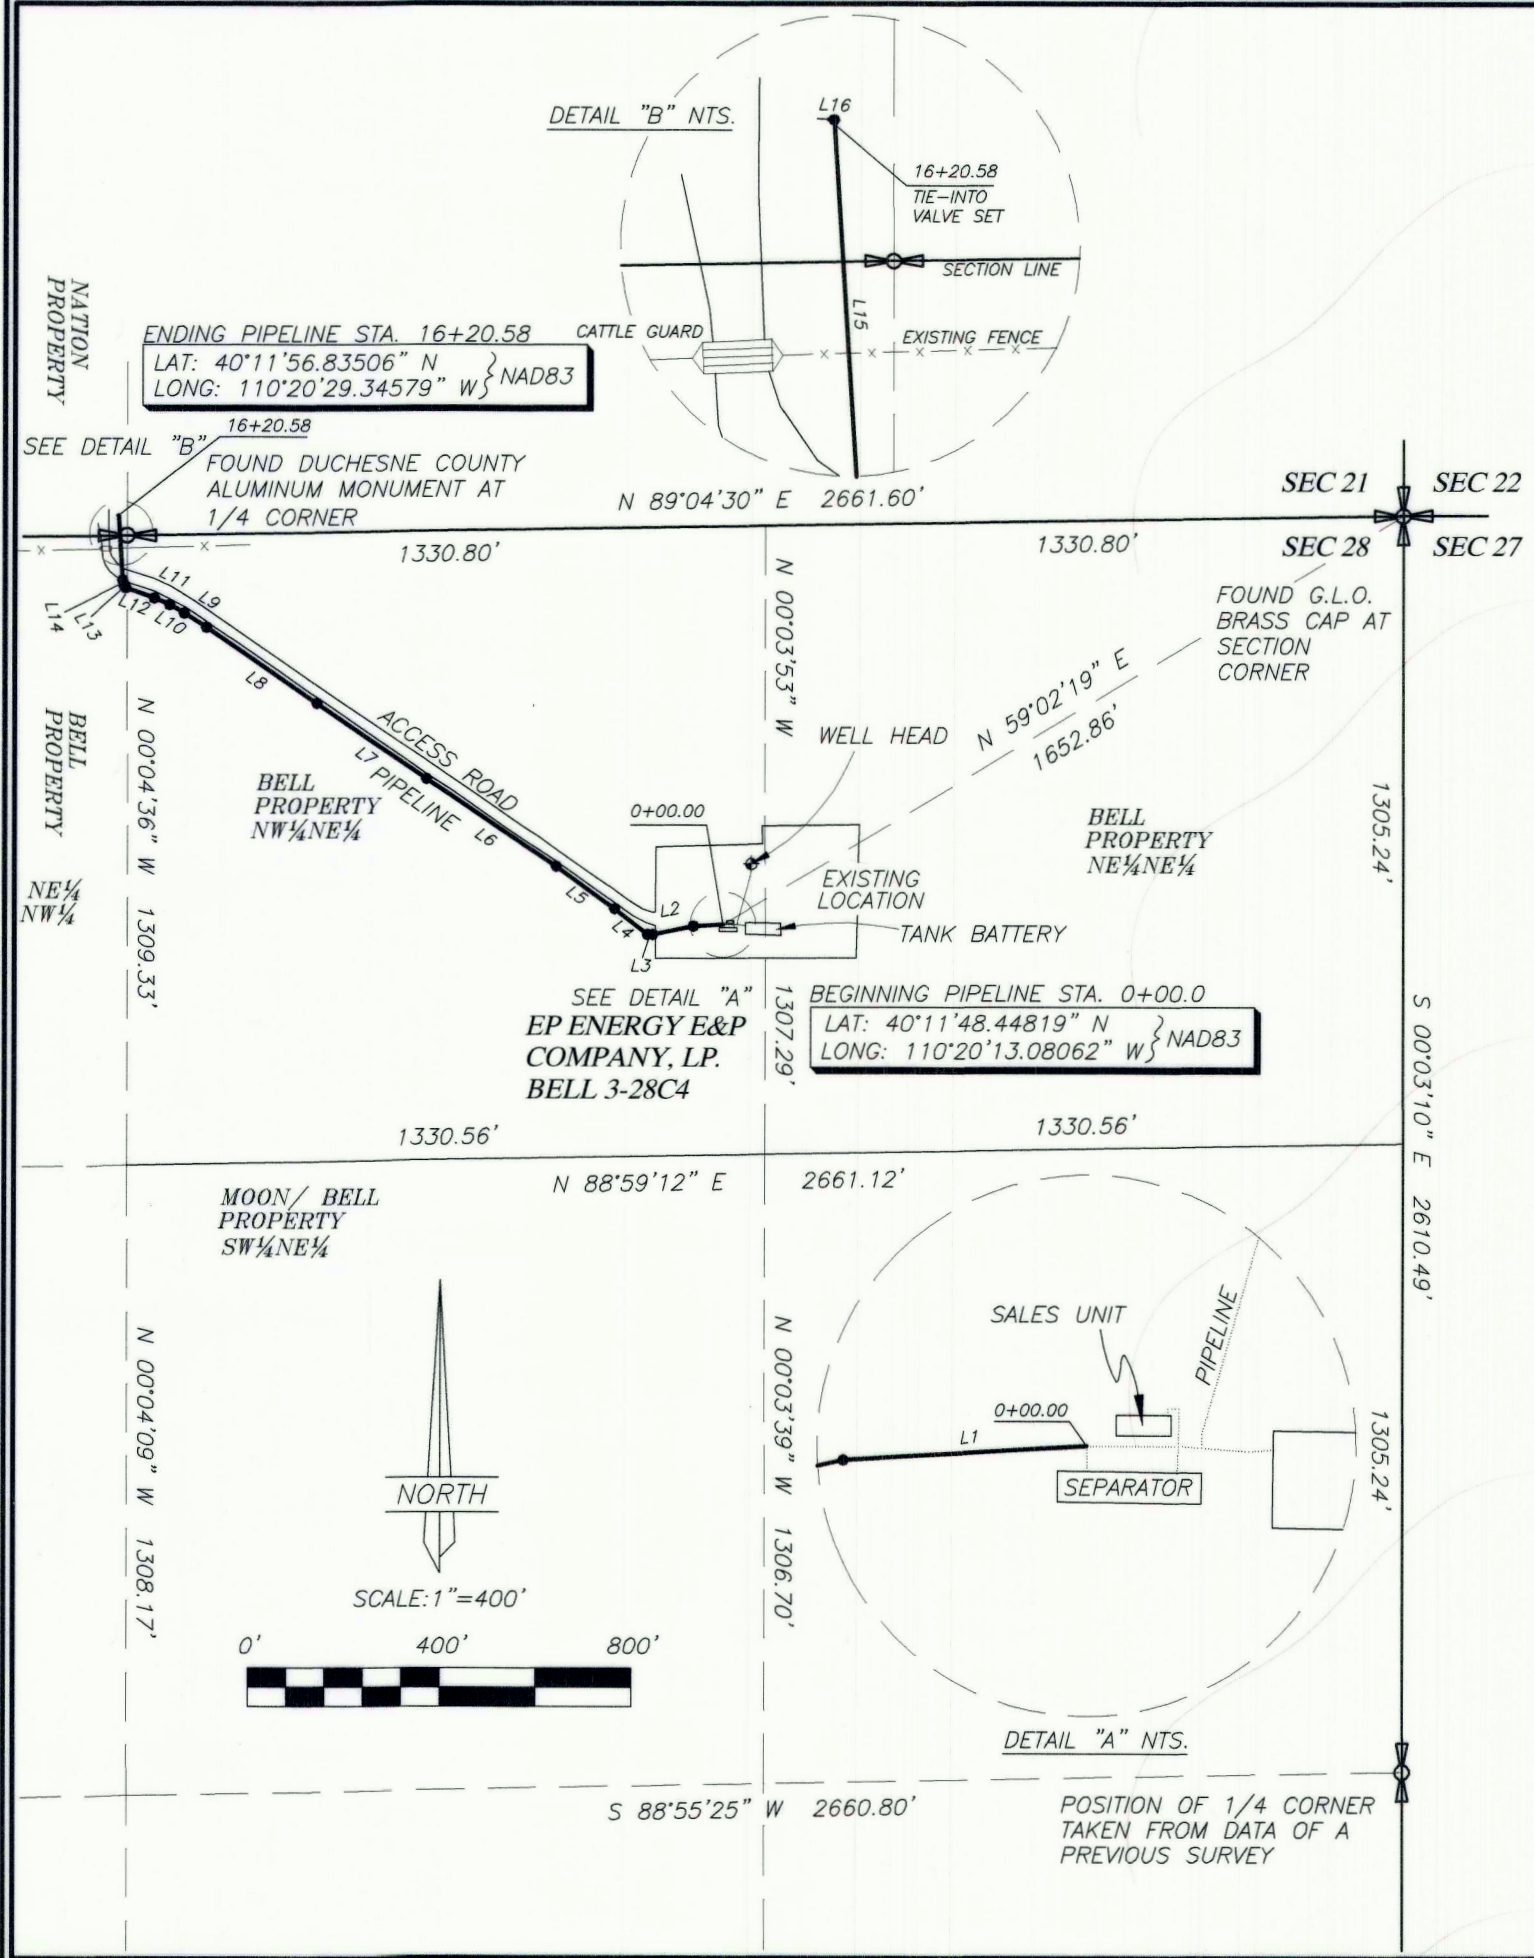 DETAIL "B" NTS.
L16
16+20.58
TIE-INTO
VALVE SET
SECTION LINE
L15
CATTLE GUARD
EXISTING FENCE
NATION
PROPERTY
ENDING PIPELINE STA. 16+20.58
LAT: 40°11'56.83506" N
LONG: 110°20'29.34579" W
NAD83
SEE DETAIL "B"
16+20.58
FOUND DUCHESNE COUNTY
ALUMINUM MONUMENT AT
1/4 CORNER
N 89°04'30" E 2661.60'
1330.80'
1330.80'
SEC 21
SEC 22
SEC 28
SEC 27
FOUND G.L.O.
BRASS CAP AT
SECTION
CORNER
L14
L13
L12
L11
L10
L9
L8
L7
L6
L5
L4
L3
L2
ACCESS ROAD
PIPELINE
N 00°03'53" W
1307.29'
N 59°02'19" E
1652.86'
WELL HEAD
0+00.00
EXISTING
LOCATION
TANK BATTERY
BELL
PROPERTY
NE¼
NW¼
N 00°04'36" W 1309.33'
BELL
PROPERTY
NW¼NE¼
BELL
PROPERTY
NE¼NE¼
1305.24'
SEE DETAIL "A"
EP ENERGY E&P
COMPANY, LP.
BELL 3-28C4
BEGINNING PIPELINE STA. 0+00.0
LAT: 40°11'48.44819" N
LONG: 110°20'13.08062" W
NAD83
S 00°03'10" E 2610.49'
1330.56'
1330.56'
N 88°59'12" E 2661.12'
MOON/ BELL
PROPERTY
SW¼NE¼
N 00°04'09" W 1308.17'
N 00°03'39" W 1306.70'
SALES UNIT
PIPELINE
0+00.00
L1
SEPARATOR
1305.24'
NORTH
SCALE:1"=400'
0' 400' 800'
DETAIL "A" NTS.
S 88°55'25" W 2660.80'
POSITION OF 1/4 CORNER
TAKEN FROM DATA OF A
PREVIOUS SURVEY